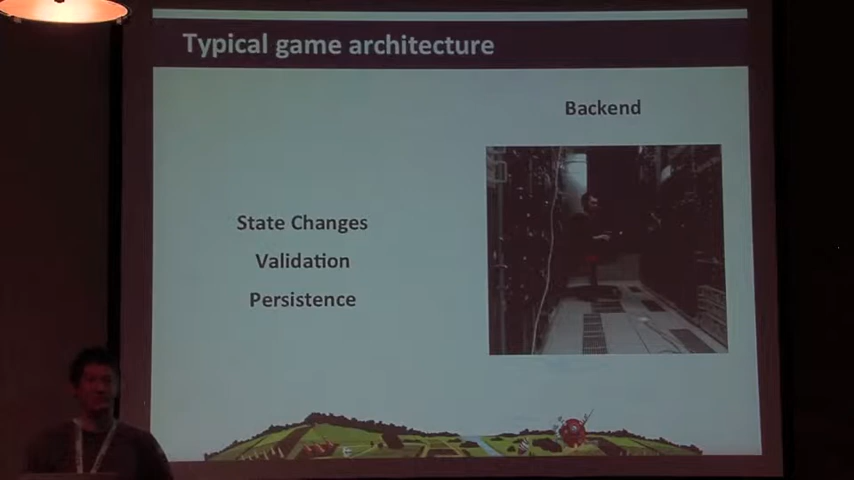 Typical game architecture
Backend
State Changes
Validation
Persistence